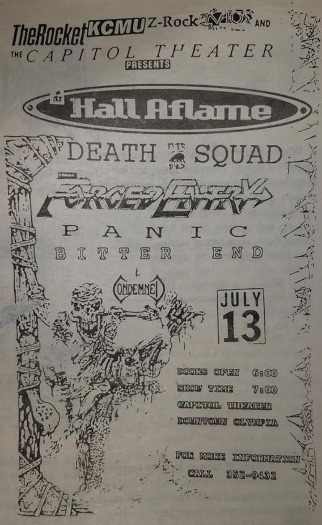 TheRocket KCMU Z-Rock AND
THE CAPITOL THEATER
PRESENTS
Hall Aflame
DEATH SQUAD
FORCED ENTRY
PANIC
BITTER END
&
CONDEMNED
JULY
13
DOORS OPEN 6:00
SHOW TIME 7:00
CAPITOL THEATER
DOWNTOWN OLYMPIA
FOR MORE INFORMATION
CALL 352-9432